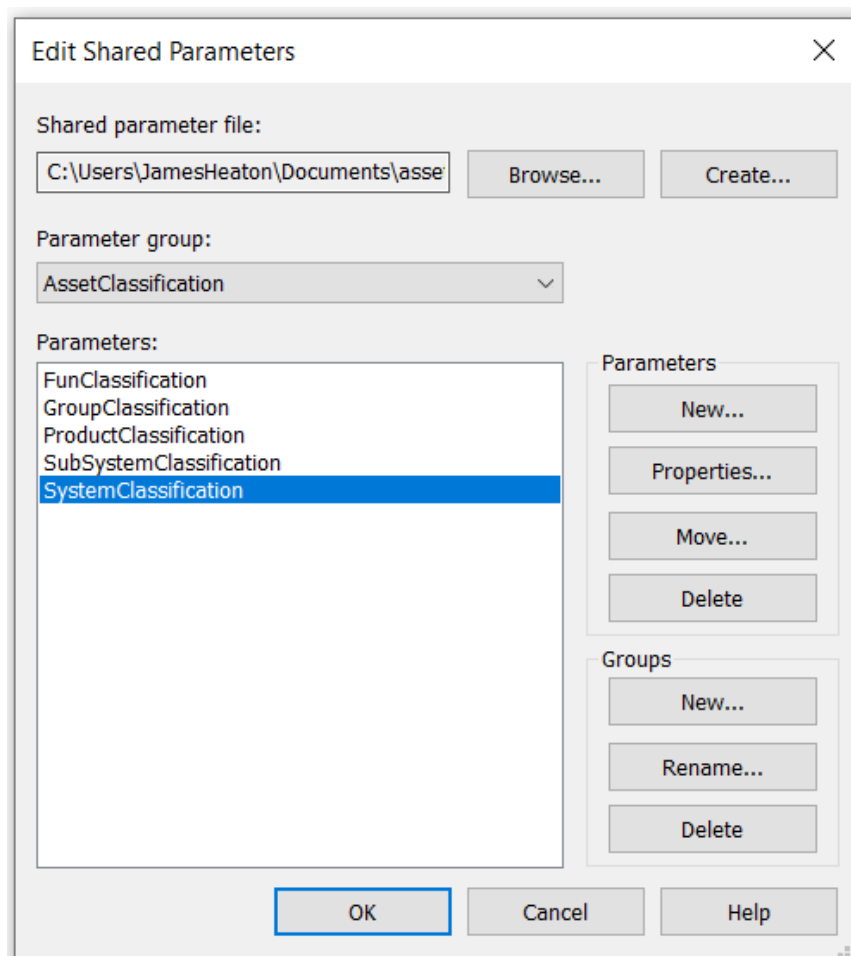 Edit Shared Parameters
Shared parameter file:
C:\Users\JamesHeaton\Documents\asse
Browse...
Create...
Parameter group:
AssetClassification
Parameters:
FunClassification
GroupClassification
ProductClassification
SubSystemClassification
SystemClassification
Parameters
New...
Properties...
Move...
Delete
Groups
New...
Rename...
Delete
OK
Cancel
Help